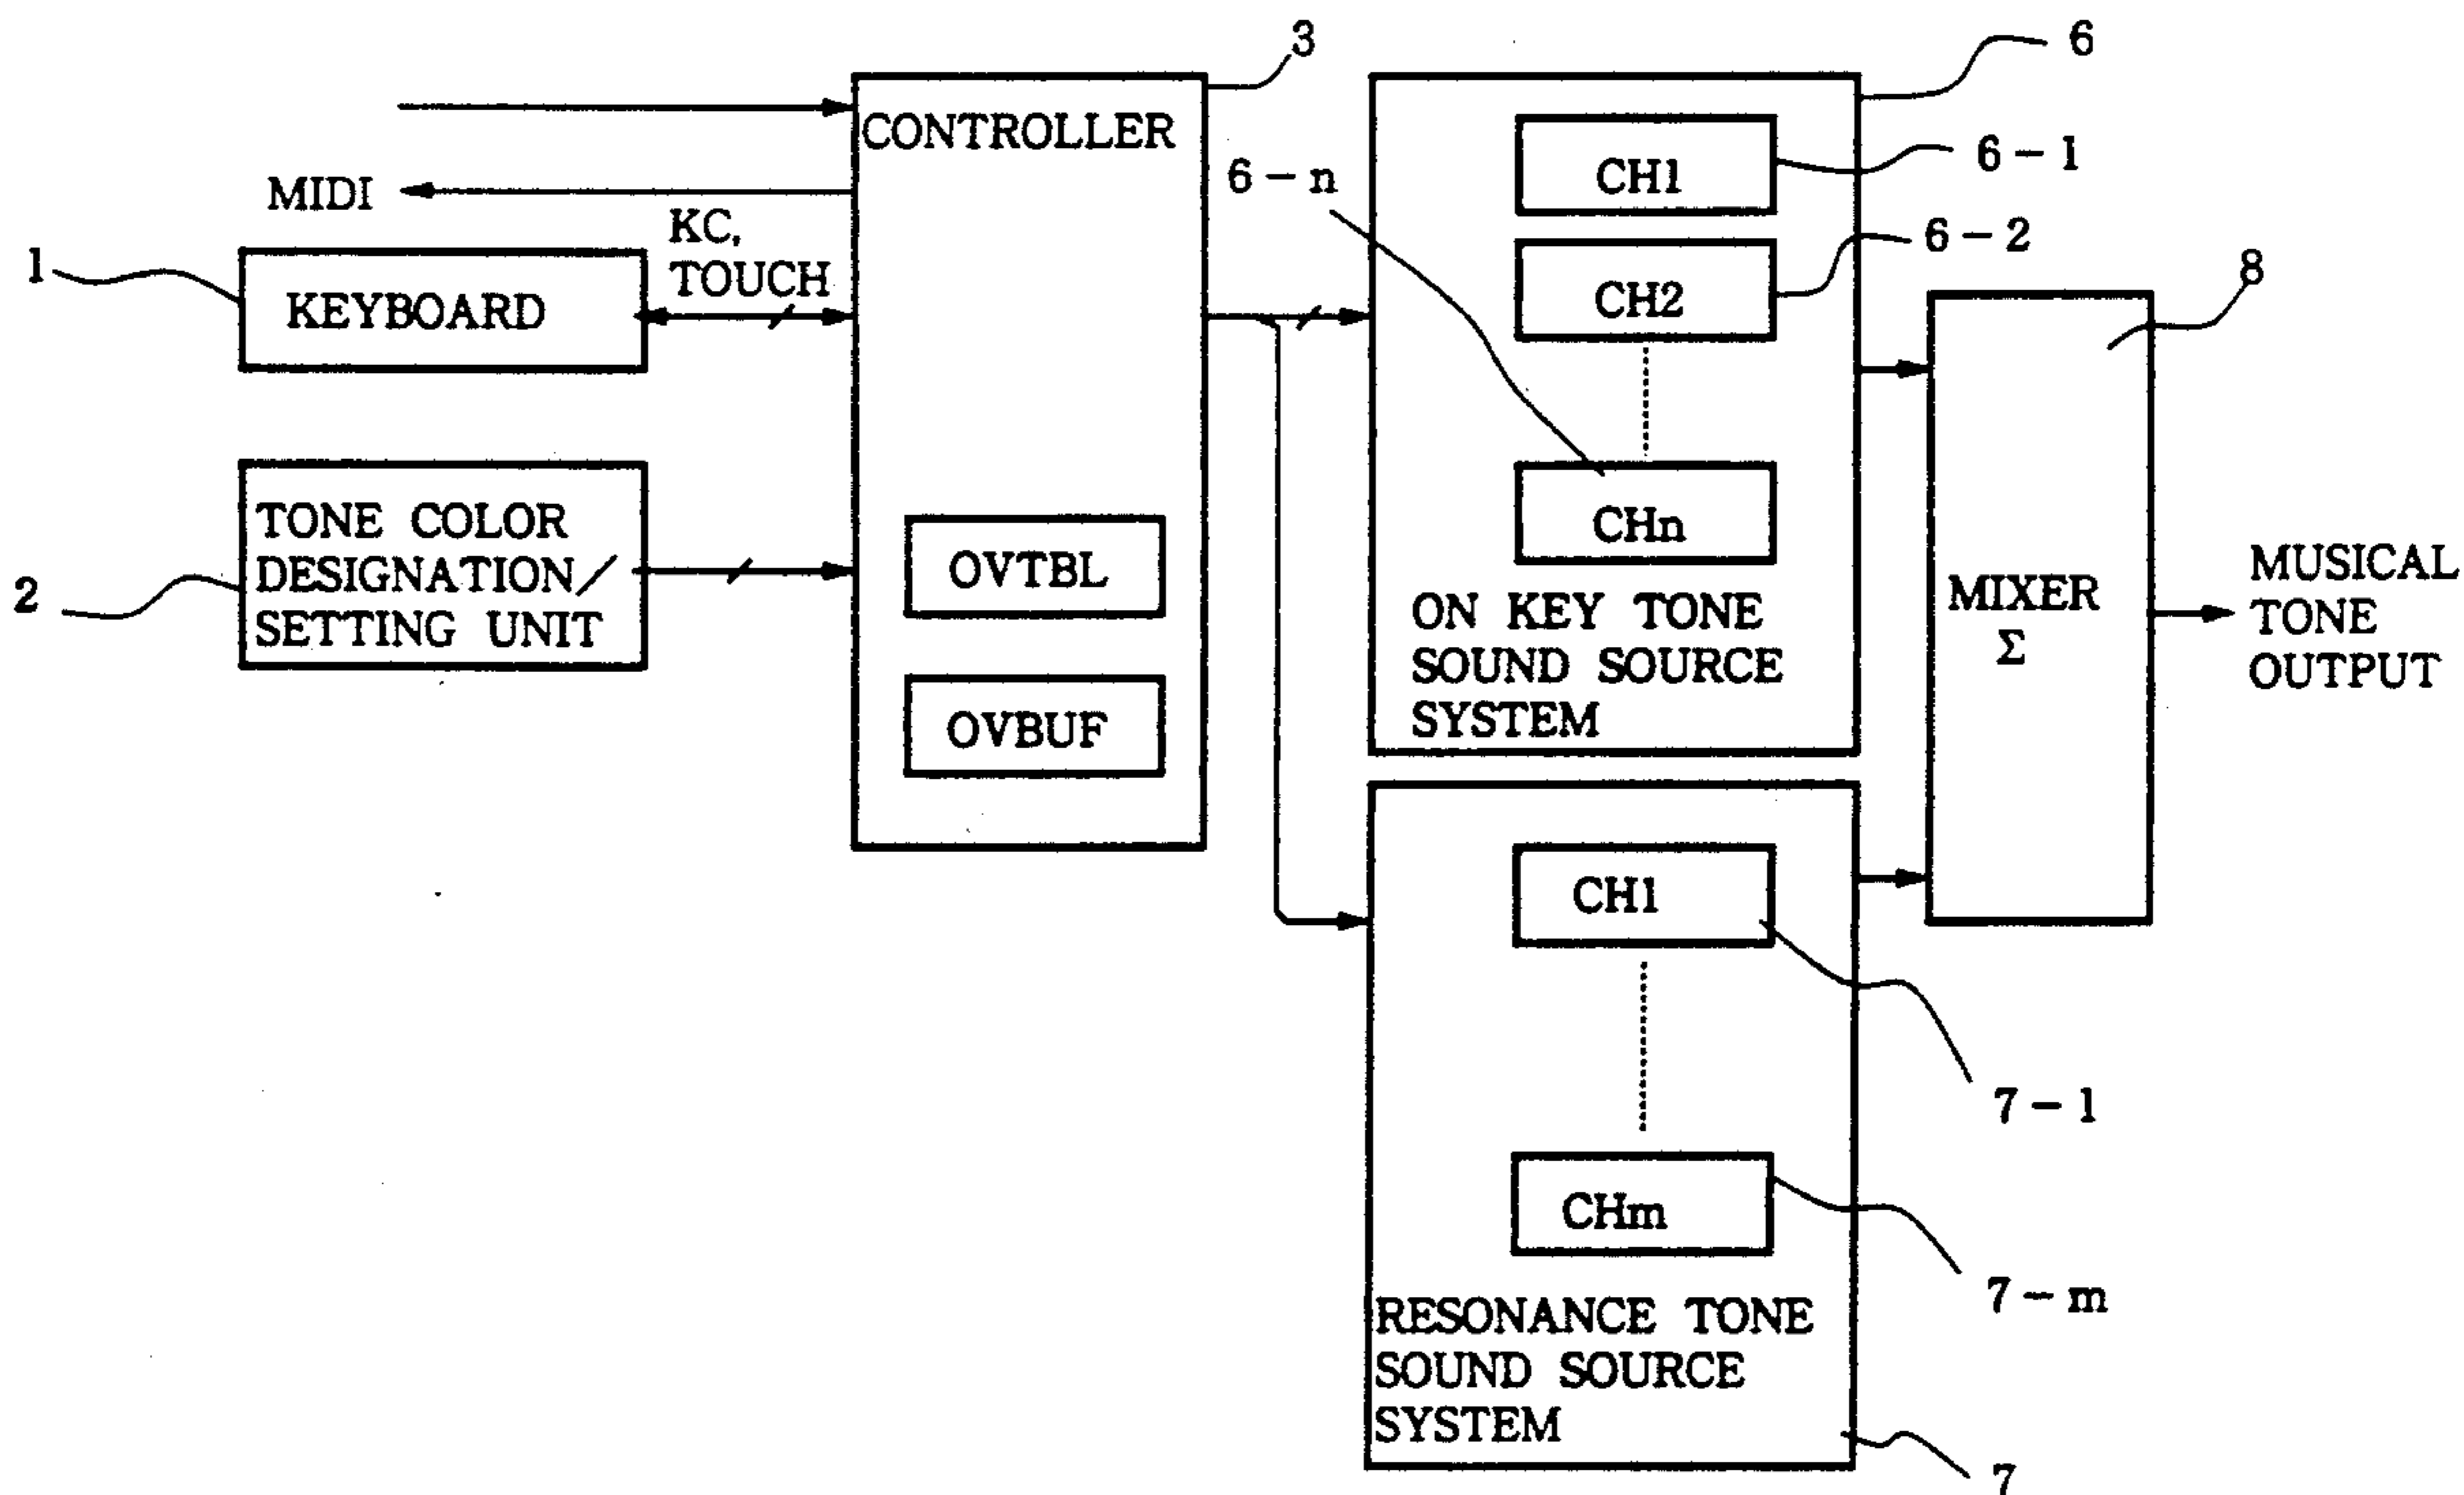 3
6
CONTROLLER
CH1
6-1
6-n
MIDI
KC,
TOUCH
CH2
6-2
1
KEYBOARD
8
2
TONE COLOR
DESIGNATION/
SETTING UNIT
OVTBL
OVBUF
CHn
ON KEY TONE
SOUND SOURCE
SYSTEM
MIXER
Σ
MUSICAL
TONE
OUTPUT
CH1
7-1
CHm
7-m
RESONANCE TONE
SOUND SOURCE
SYSTEM
7